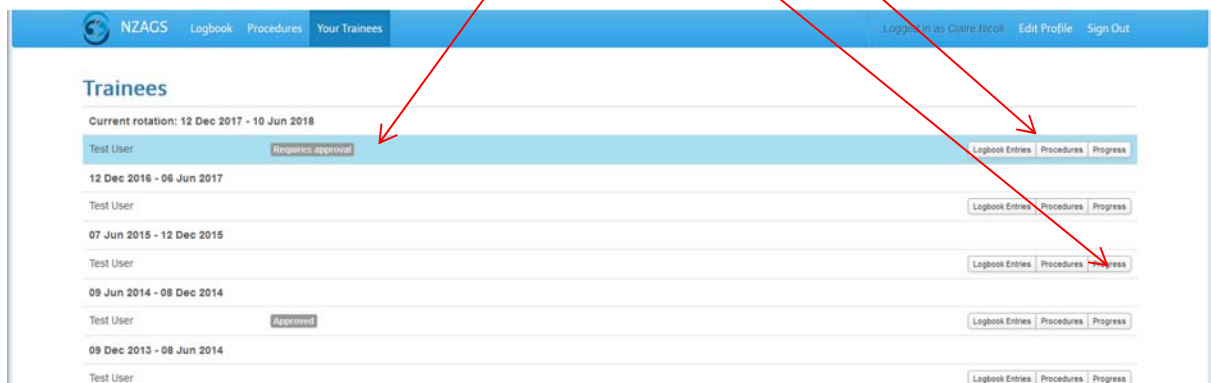 NZAGS Logbook Procedures Your Trainees Logged in as Claire Nicoll Edit Profile Sign Out
Trainees
Current rotation: 12 Dec 2017 - 10 Jun 2018
Test User Requires approval Logbook Entries Procedures Progress
12 Dec 2016 - 06 Jun 2017
Test User Logbook Entries Procedures Progress
07 Jun 2015 - 12 Dec 2015
Test User Logbook Entries Procedures Progress
09 Jun 2014 - 08 Dec 2014
Test User Approved Logbook Entries Procedures Progress
09 Dec 2013 - 08 Jun 2014
Test User Logbook Entries Procedures Progress